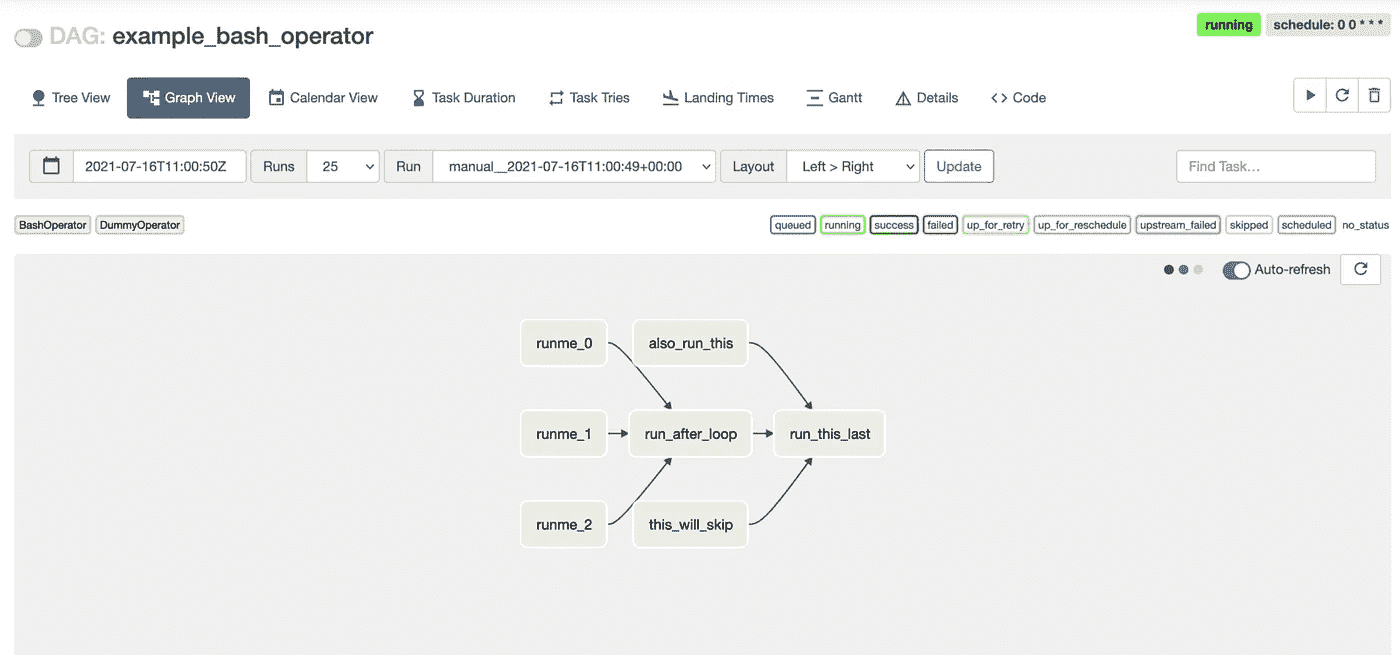 DAG: example_bash_operator
running schedule: 0 0 * * *
Tree View Graph View Calendar View Task Duration Task Tries Landing Times Gantt Details Code
2021-07-16T11:00:50Z Runs 25 Run manual__2021-07-16T11:00:49+00:00 Layout Left > Right Update Find Task...
BashOperator DummyOperator queued running success failed up_for_retry up_for_reschedule upstream_failed skipped scheduled no_status
Auto-refresh
runme_0 also_run_this
runme_1 run_after_loop run_this_last
runme_2 this_will_skip